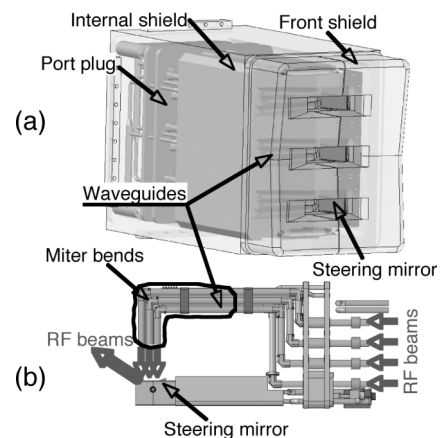 Internal shield
Front shield
Port plug
(a)
Waveguides
Steering mirror
Miter bends
RF beams
RF beams
(b)
Steering mirror